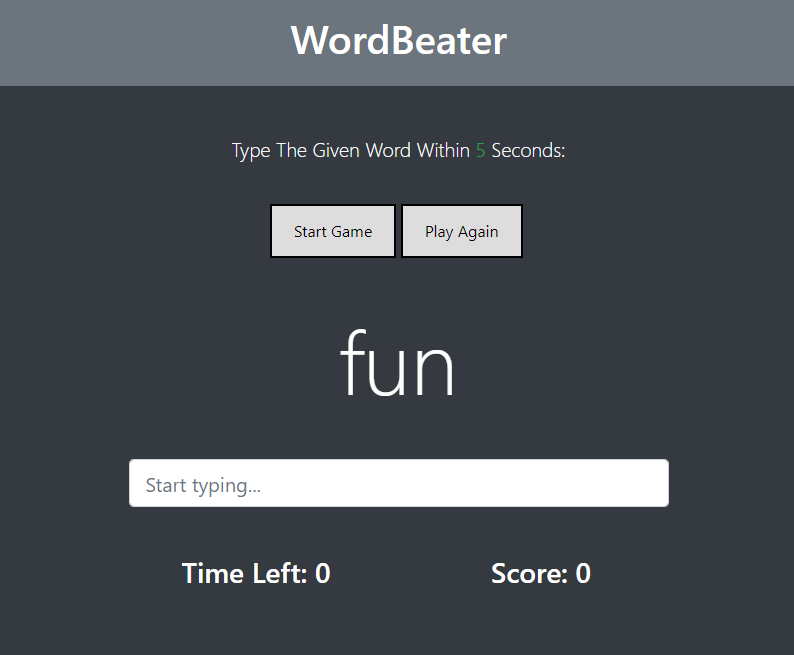 WordBeater
Type The Given Word Within 5 Seconds:
Start Game Play Again
fun
Start typing...
Time Left: 0 Score: 0